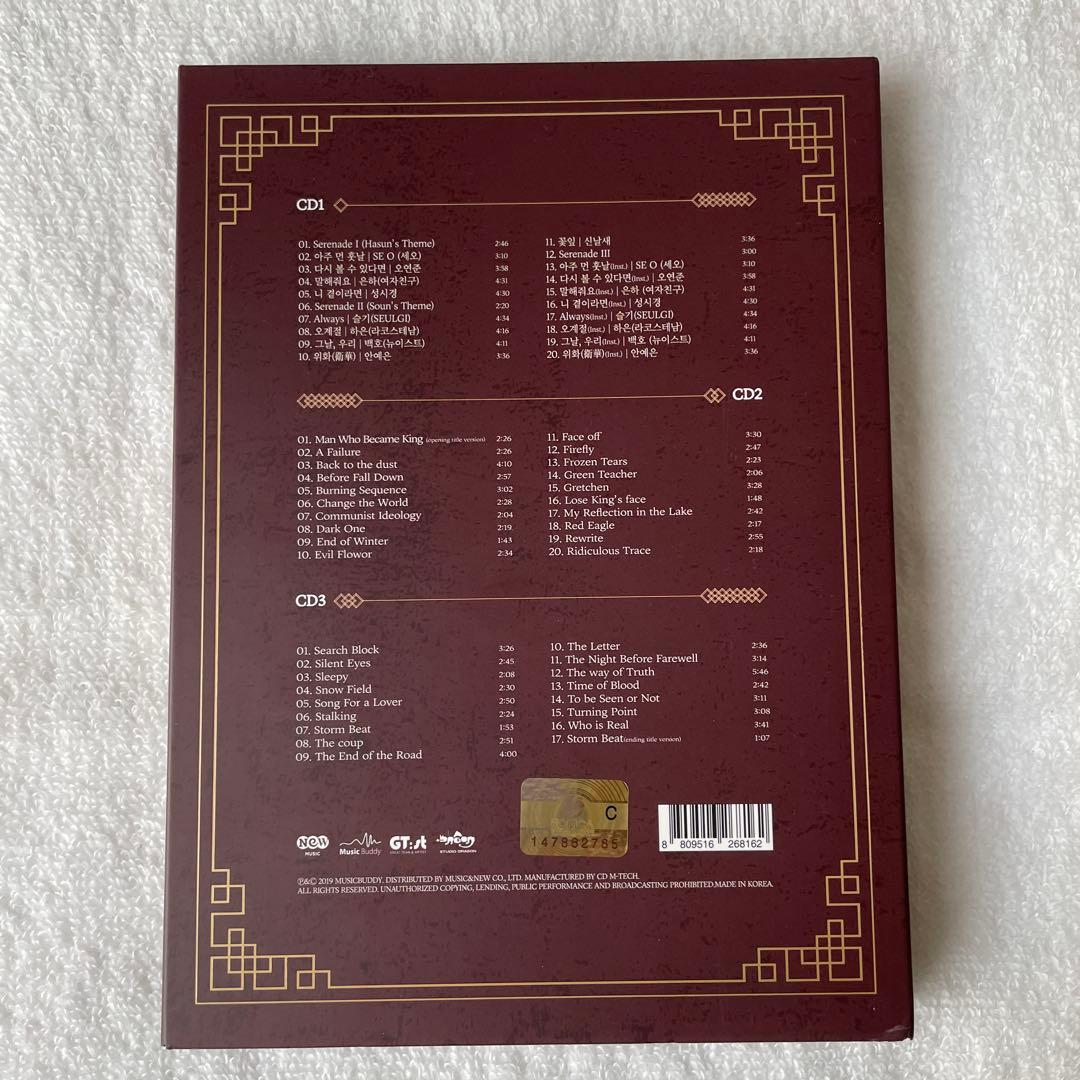 CD1
01. Serenade I (Hasun's Theme) 2:46
02. 아주 먼 훗날 | SE O (세오) 3:10
03. 다시 볼 수 있다면 | 오연준 3:58
04. 말해줘요 | 은하(여자친구) 4:31
05. 니 곁이라면 | 성시경 4:30
06. Serenade II (Soun's Theme) 2:20
07. Always | 슬기(SEULGI) 4:34
08. 오계절 | 하은(라코스테남) 4:16
09. 그날, 우리 | 백호 (뉴이스트) 4:11
10. 위화(衛華) | 안예은 3:36
11. 꽃잎 | 신날새 3:36
12. Serenade III 3:00
13. 아주 먼 훗날(Inst.) | SE O (세오) 3:10
14. 다시 볼 수 있다면(Inst.) | 오연준 3:58
15. 말해줘요(Inst.) | 은하 (여자친구) 4:31
16. 니 곁이라면(Inst.) | 성시경 4:30
17. Always(Inst.) | 슬기(SEULGI) 4:34
18. 오계절(Inst.) | 하은(라코스테남) 4:16
19. 그날, 우리(Inst.) | 백호 (뉴이스트) 4:11
20. 위화(衛華)(Inst.) | 안예은 3:36
CD2
01. Man Who Became King (opening title version) 2:26
02. A Failure 2:26
03. Back to the dust 4:10
04. Before Fall Down 2:57
05. Burning Sequence 3:02
06. Change the World 2:28
07. Communist Ideology 2:04
08. Dark One 2:19
09. End of Winter 1:43
10. Evil Flowor 2:34
11. Face off 3:30
12. Firefly 2:47
13. Frozen Tears 2:23
14. Green Teacher 2:06
15. Gretchen 3:28
16. Lose King's face 1:48
17. My Reflection in the Lake 2:42
18. Red Eagle 2:17
19. Rewrite 2:55
20. Ridiculous Trace 2:18
CD3
01. Search Block 3:26
02. Silent Eyes 2:45
03. Sleepy 2:08
04. Snow Field 2:30
05. Song For a Lover 2:50
06. Stalking 2:24
07. Storm Beat 1:53
08. The coup 2:51
09. The End of the Road 4:00
10. The Letter 2:36
11. The Night Before Farewell 3:14
12. The way of Truth 5:46
13. Time of Blood 2:42
14. To be Seen or Not 3:11
15. Turning Point 3:08
16. Who is Real 3:41
17. Storm Beat(ending title version) 1:07
NEW MUSIC
Music Buddy
GT:st
STUDIO DRAGON
C
147862785
8 809516 268162
℗&© 2019 MUSICBUDDY. DISTRIBUTED BY MUSIC&NEW CO., LTD. MANUFACTURED BY CD M-TECH.
ALL RIGHTS RESERVED. UNAUTHORIZED COPYING, LENDING, PUBLIC PERFORMANCE AND BROADCASTING PROHIBITED.MADE IN KOREA.